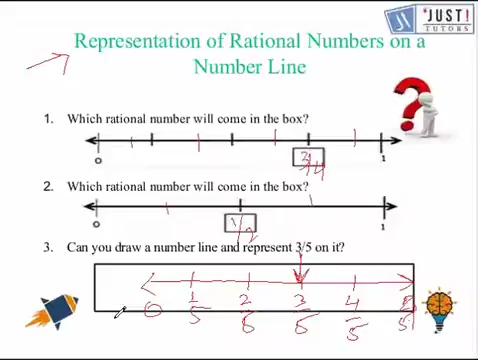 "JUST!
TUTORS
Representation of Rational Numbers on a
Number Line
1. Which rational number will come in the box?
0 3/4 1
2. Which rational number will come in the box?
0 1/2 1
3. Can you draw a number line and represent 3/5 on it?
0 1/5 2/5 3/5 4/5 5/5